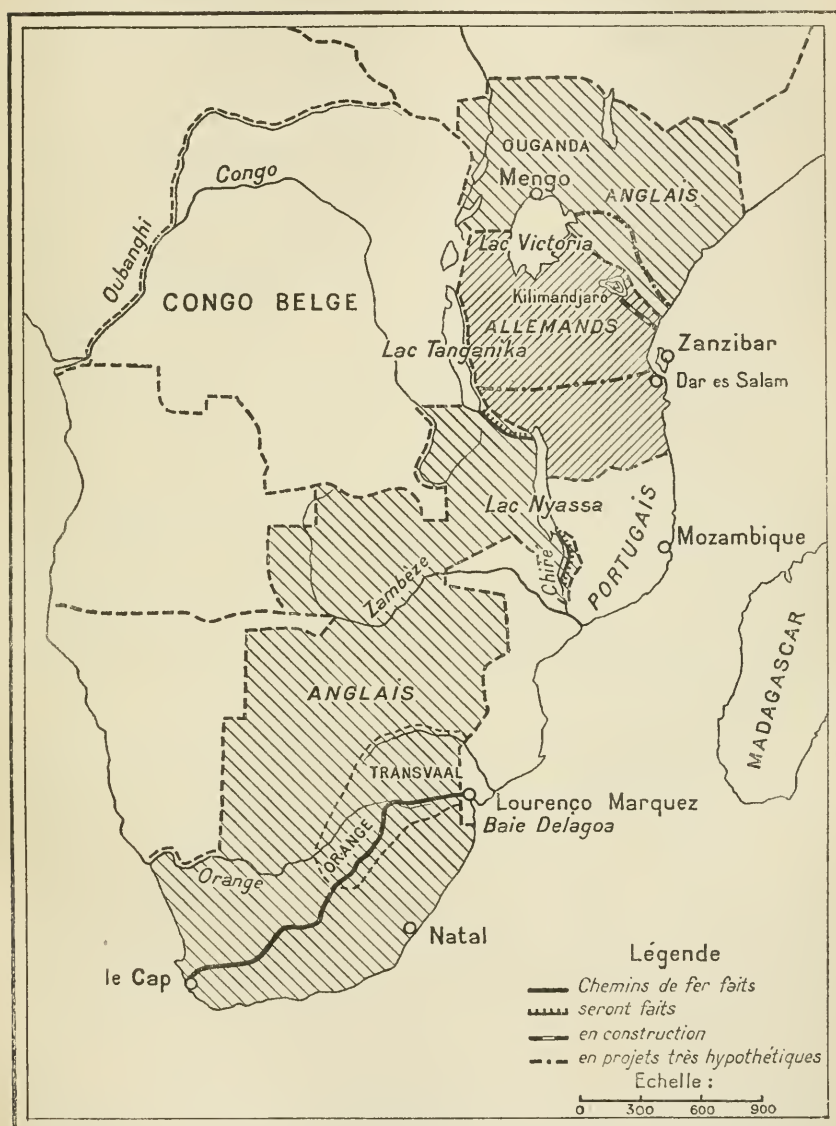 OUGANDA
Mengo
ANGLAIS
Congo
Oubanghi
Lac Victoria
CONGO BELGE
Kilimandjaro
ALLEMANDS
Lac Tanganika
Zanzibar
Dar es Salam
Lac Nyassa
PORTUGAIS
Mozambique
Chiré
Zambèze
MADAGASCAR
ANGLAIS
TRANSVAAL
Lourenço Marquez
Baie Delagoa
ORANGE
Orange
Natal
le Cap
Légende
Chemins de fer faits
seront faits
en construction
en projets très hypothétiques
Echelle :
0 300 600 900